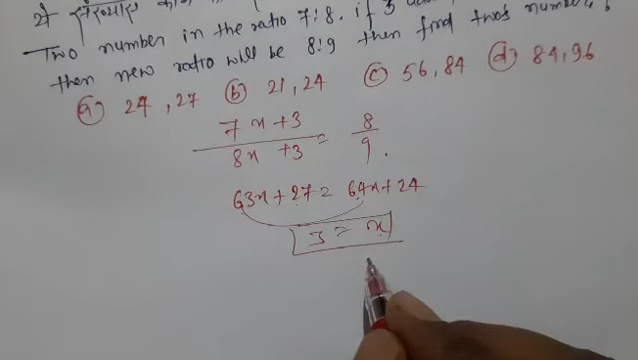 Two number in the ratio 7:8. if 3
then new ratio will be 8:9 then find twos number
(a) 24, 27 (b) 21, 24 (c) 56, 84 (d) 84, 96
7x+3 / 8x+3 = 8/9.
63x+27 = 64x+24
3 = x